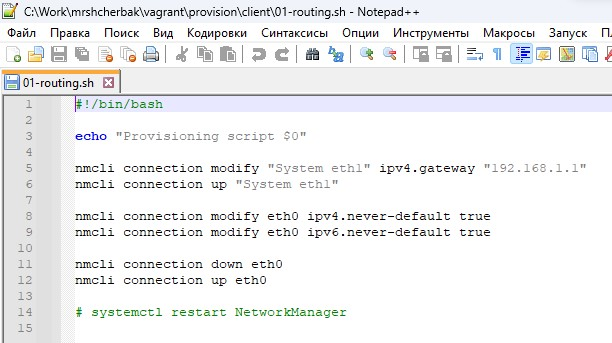 C:\Work\mrshcherbak\vagrant\provision\client\01-routing.sh - Notepad++
Файл Правка Поиск Вид Кодировки Синтаксисы Опции Инструменты Макросы Запуск
01-routing.sh
1 #!/bin/bash
2
3 echo "Provisioning script $0"
4
5 nmcli connection modify "System eth1" ipv4.gateway "192.168.1.1"
6 nmcli connection up "System eth1"
7
8 nmcli connection modify eth0 ipv4.never-default true
9 nmcli connection modify eth0 ipv6.never-default true
10
11 nmcli connection down eth0
12 nmcli connection up eth0
13
14 # systemctl restart NetworkManager
15